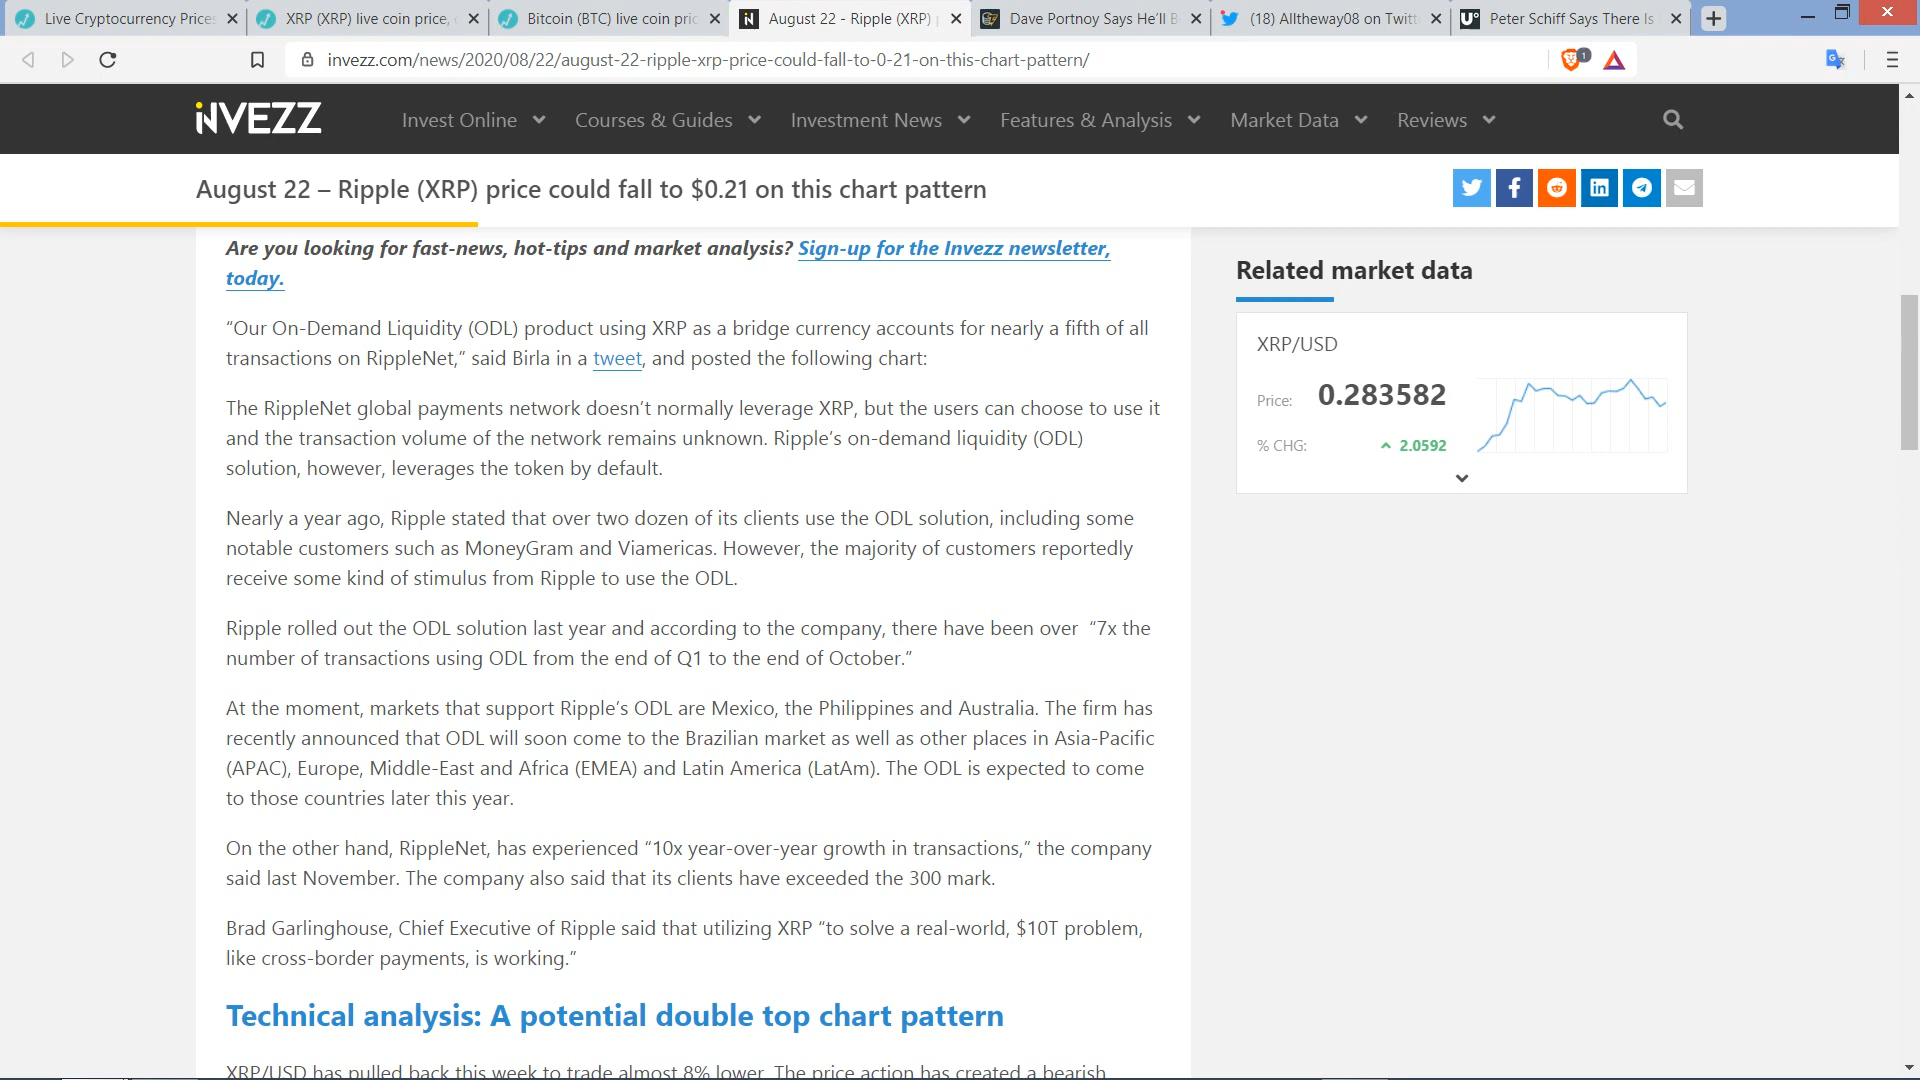 Live Cryptocurrency Prices
XRP (XRP) live coin price,
Bitcoin (BTC) live coin pric
August 22 - Ripple (XRP)
Dave Portnoy Says He'll B
(18) Alltheway08 on Twitt
Peter Schiff Says There Is
invezz.com/news/2020/08/22/august-22-ripple-xrp-price-could-fall-to-0-21-on-this-chart-pattern/
1
iNVEZZ
Invest Online
Courses & Guides
Investment News
Features & Analysis
Market Data
Reviews
August 22 – Ripple (XRP) price could fall to $0.21 on this chart pattern
Are you looking for fast-news, hot-tips and market analysis? Sign-up for the Invezz newsletter,
today.
“Our On-Demand Liquidity (ODL) product using XRP as a bridge currency accounts for nearly a fifth of all
transactions on RippleNet,” said Birla in a tweet, and posted the following chart:
The RippleNet global payments network doesn’t normally leverage XRP, but the users can choose to use it
and the transaction volume of the network remains unknown. Ripple’s on-demand liquidity (ODL)
solution, however, leverages the token by default.
Nearly a year ago, Ripple stated that over two dozen of its clients use the ODL solution, including some
notable customers such as MoneyGram and Viamericas. However, the majority of customers reportedly
receive some kind of stimulus from Ripple to use the ODL.
Ripple rolled out the ODL solution last year and according to the company, there have been over “7x the
number of transactions using ODL from the end of Q1 to the end of October.”
At the moment, markets that support Ripple’s ODL are Mexico, the Philippines and Australia. The firm has
recently announced that ODL will soon come to the Brazilian market as well as other places in Asia-Pacific
(APAC), Europe, Middle-East and Africa (EMEA) and Latin America (LatAm). The ODL is expected to come
to those countries later this year.
On the other hand, RippleNet, has experienced “10x year-over-year growth in transactions,” the company
said last November. The company also said that its clients have exceeded the 300 mark.
Brad Garlinghouse, Chief Executive of Ripple said that utilizing XRP “to solve a real-world, $10T problem,
like cross-border payments, is working.”
Technical analysis: A potential double top chart pattern
XRP/USD has pulled back this week to trade almost 8% lower. The price action has created a bearish
Related market data
XRP/USD
Price: 0.283582
% CHG: 2.0592